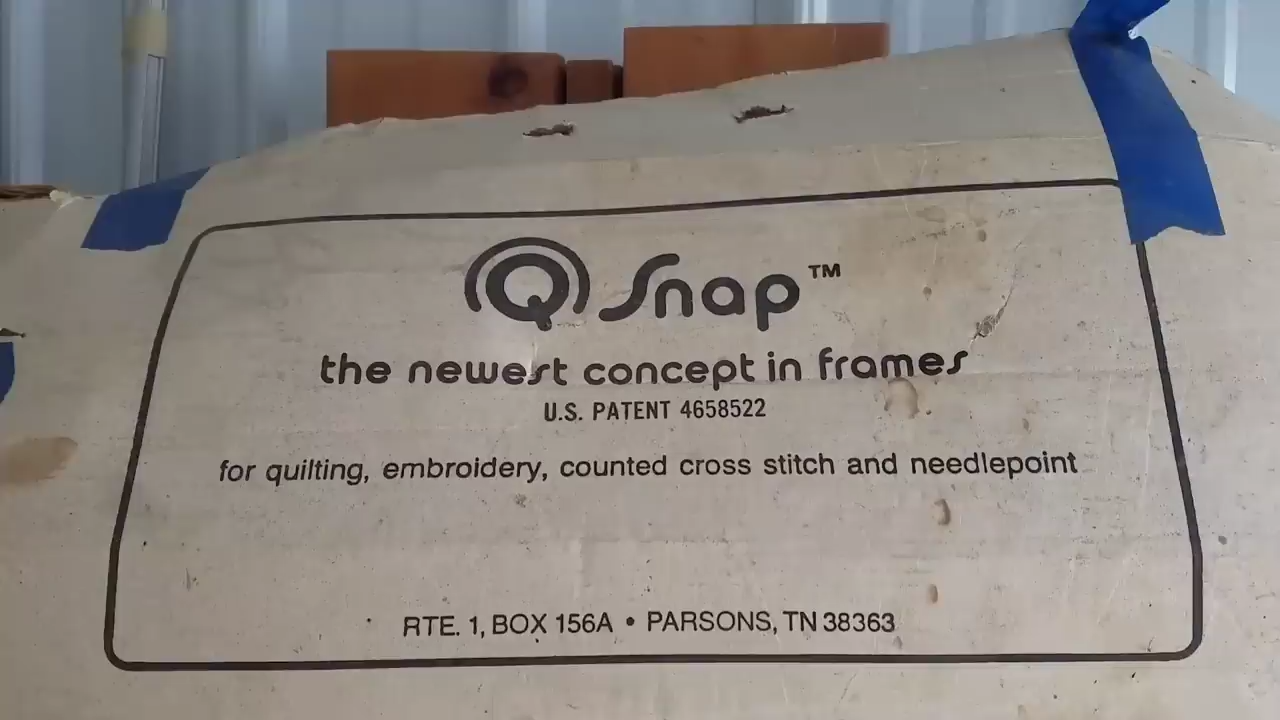 Q Snap™
the newest concept in frames
U.S. PATENT 4658522
for quilting, embroidery, counted cross stitch and needlepoint
RTE. 1, BOX 156A • PARSONS, TN 38363